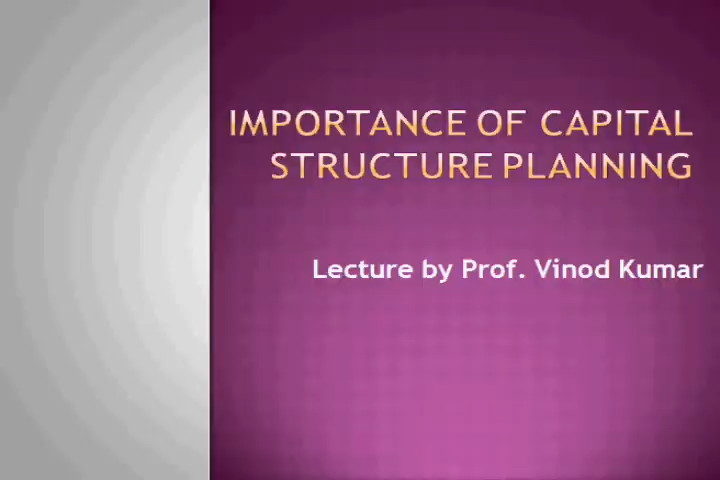 IMPORTANCE OF CAPITAL
STRUCTURE PLANNING
Lecture by Prof. Vinod Kumar